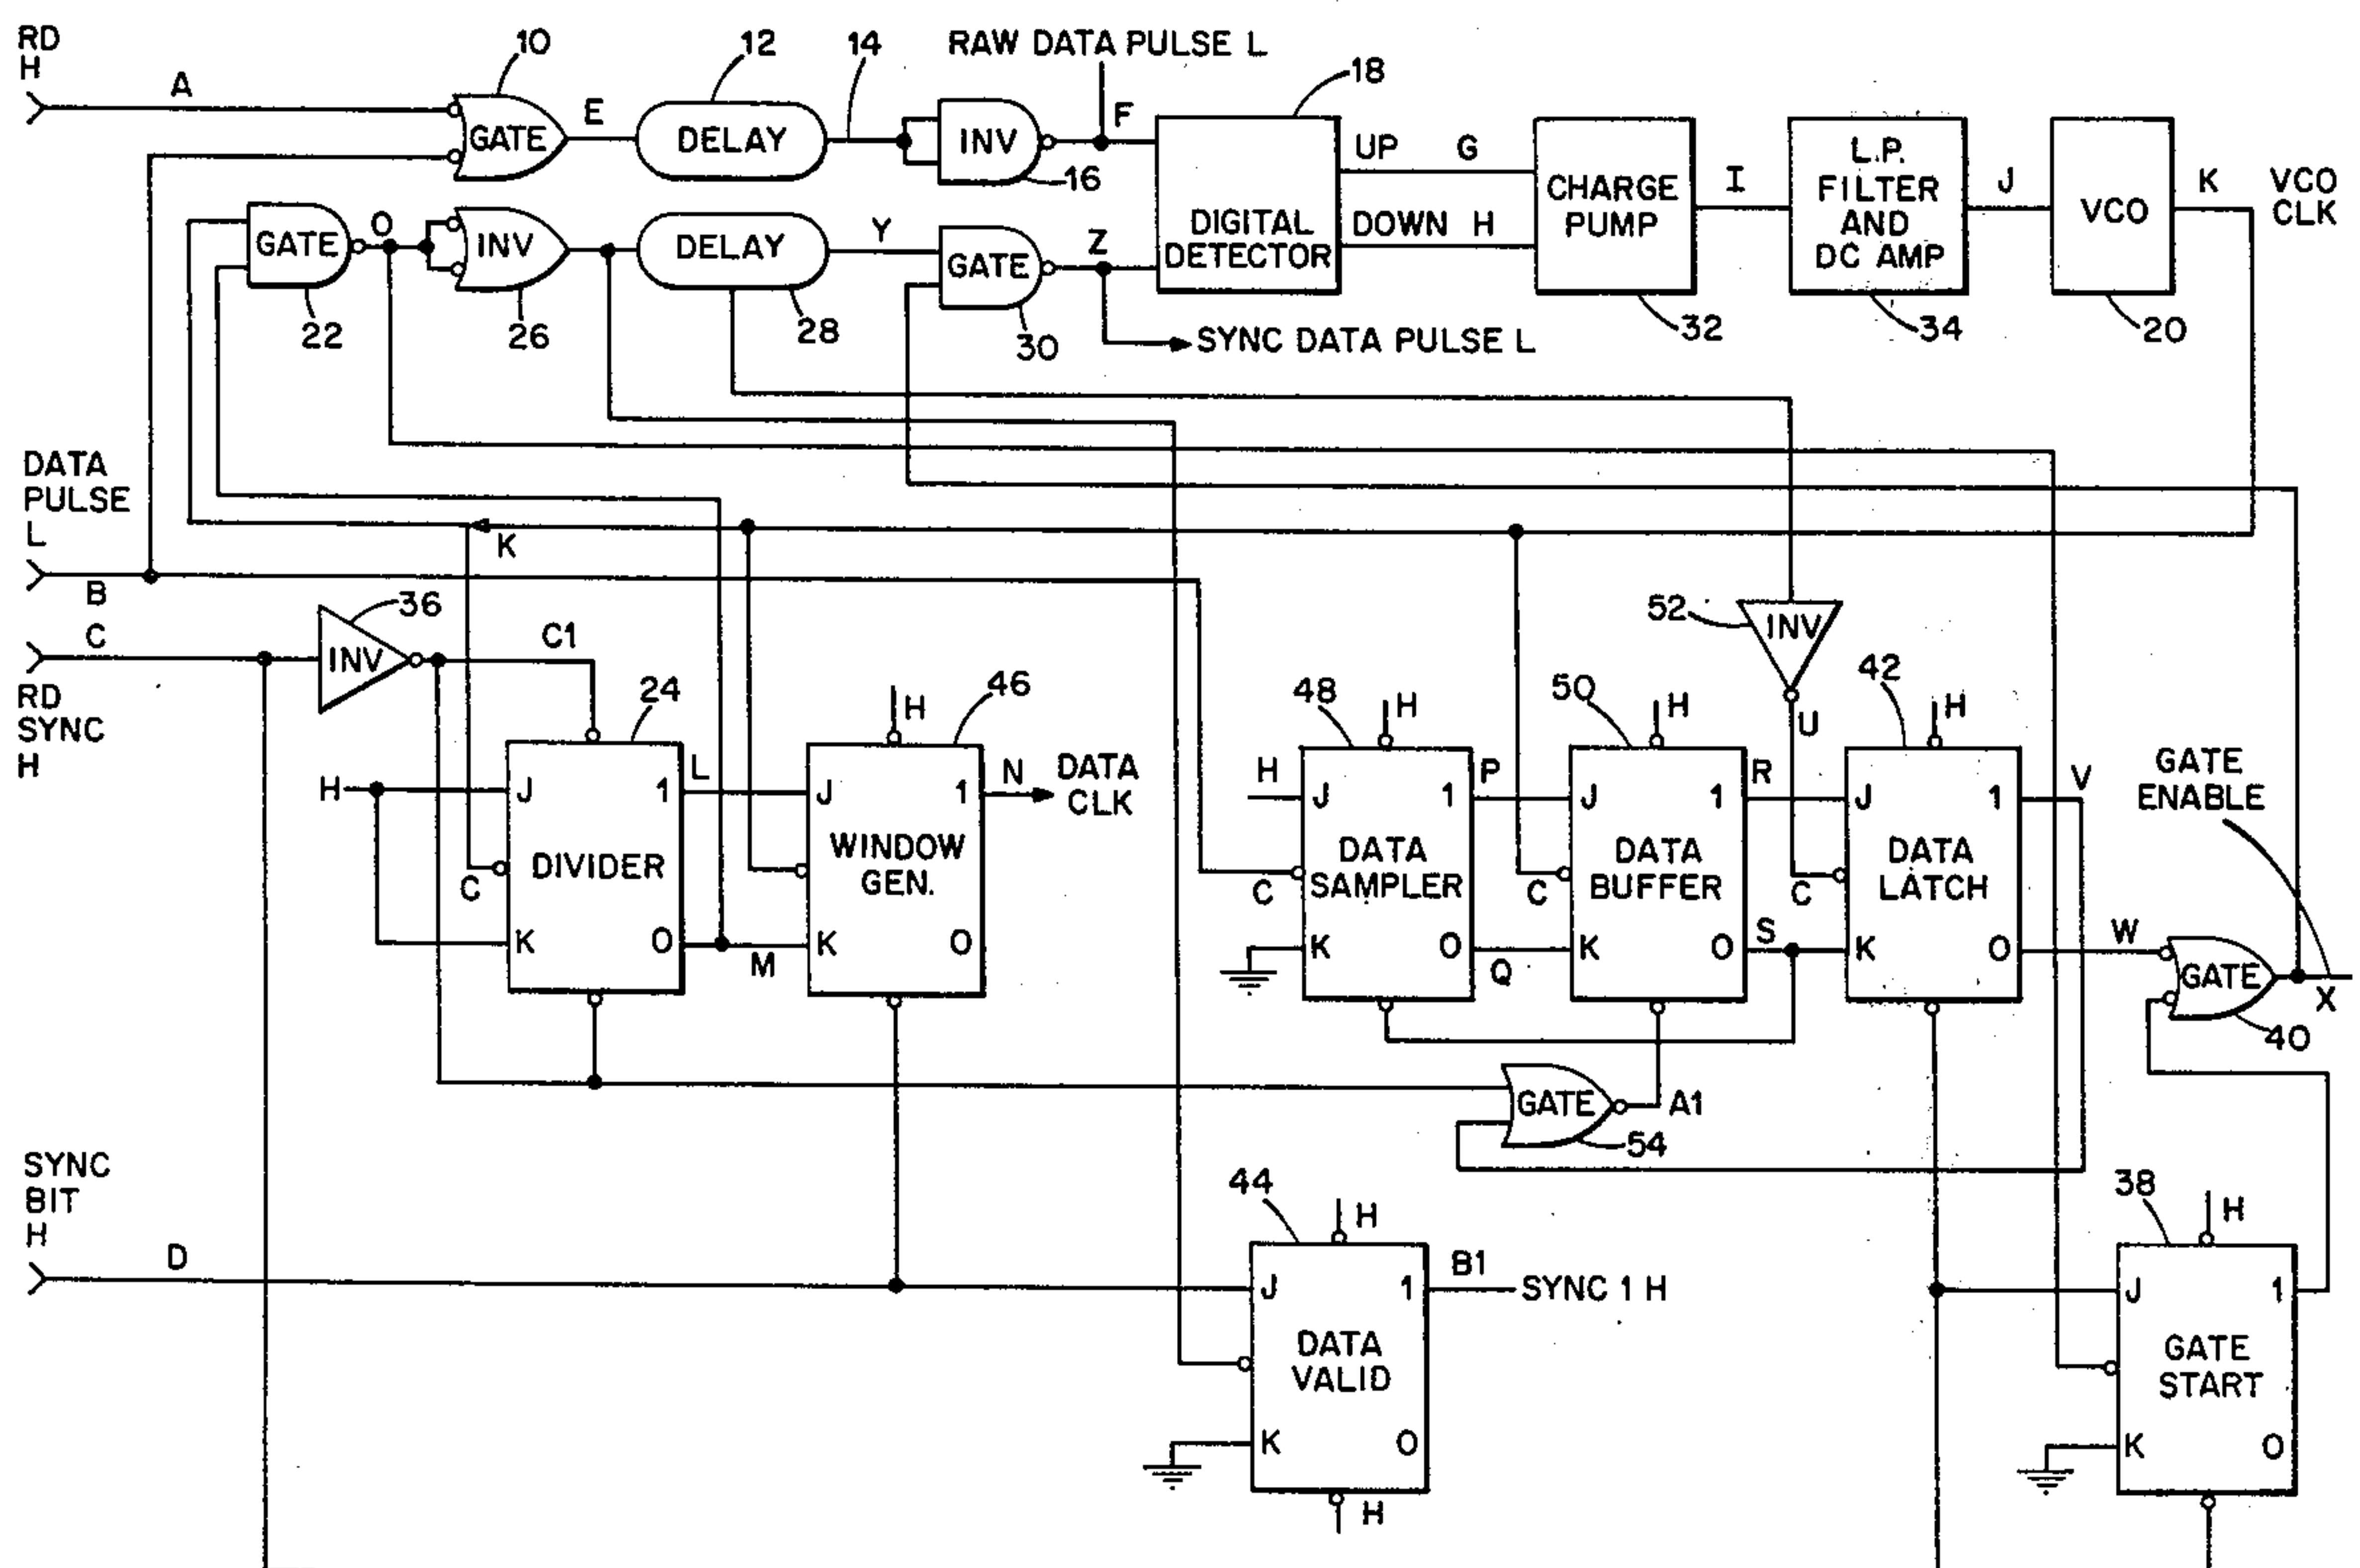 RD
H
A
10
12
14
RAW DATA PULSE L
18
GATE
E
DELAY
INV
F
16
UP G
DOWN H
DIGITAL
DETECTOR
CHARGE
PUMP
32
I
L.P.
FILTER
AND
DC AMP
34
J
VCO
20
K
VCO
CLK
GATE
22
O
INV
26
DELAY
28
Y
GATE
30
Z
SYNC DATA PULSE L
DATA
PULSE
L
B
K
C
RD
SYNC
H
36
INV
C1
52
INV
U
24
H
J
1
L
C
DIVIDER
K
O
M
46
H
J
1
N
DATA
CLK
WINDOW
GEN.
K
O
48
H
H
J
1
P
DATA
SAMPLER
C
K
O
Q
50
H
J
1
R
DATA
BUFFER
C
K
O
S
42
H
J
1
V
DATA
LATCH
C
K
O
W
GATE
ENABLE
GATE
X
40
GATE
A1
54
SYNC
BIT
H
D
44
H
J
1
B1
SYNC 1 H
DATA
VALID
K
O
H
38
H
J
1
GATE
START
K
O